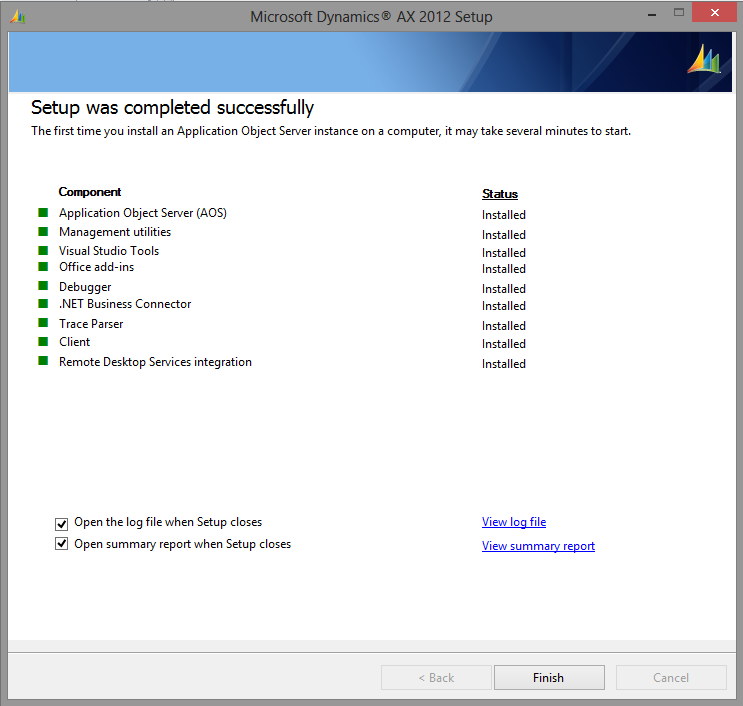 Microsoft Dynamics® AX 2012 Setup
Setup was completed successfully
The first time you install an Application Object Server instance on a computer, it may take several minutes to start.
Component Status
Application Object Server (AOS) Installed
Management utilities Installed
Visual Studio Tools Installed
Office add-ins Installed
Debugger Installed
.NET Business Connector Installed
Trace Parser Installed
Client Installed
Remote Desktop Services integration Installed
Open the log file when Setup closes View log file
Open summary report when Setup closes View summary report
< Back Finish Cancel